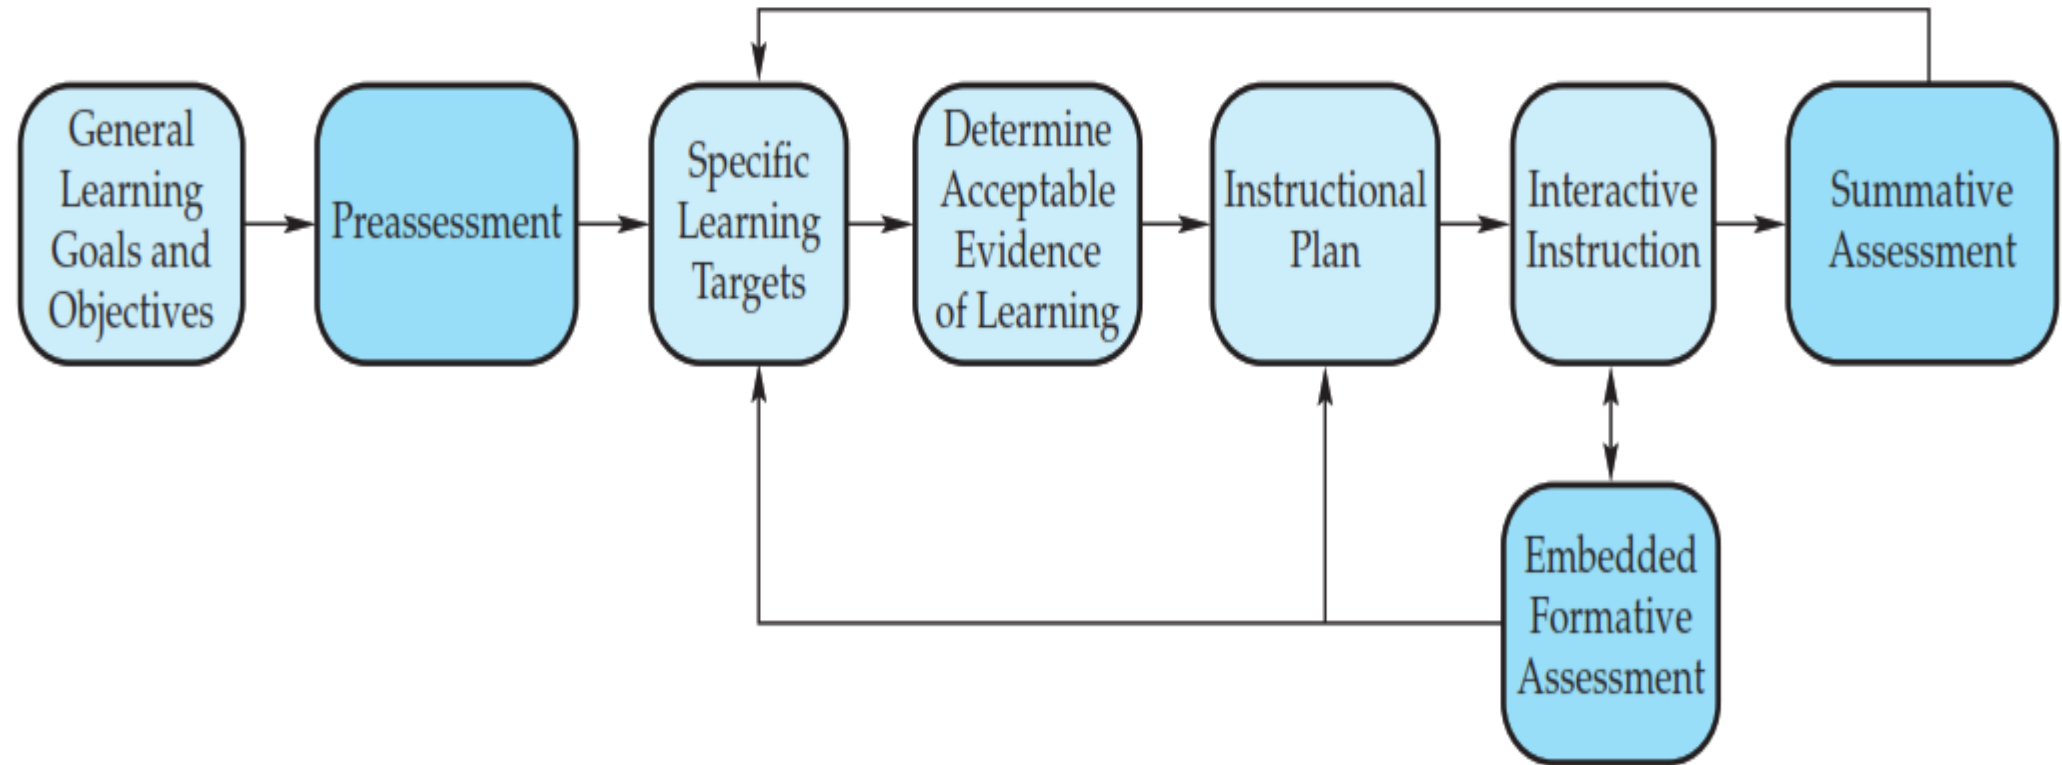 General
Learning
Goals and
Objectives
Preassessment
Specific
Learning
Targets
Determine
Acceptable
Evidence
of Learning
Instructional
Plan
Interactive
Instruction
Summative
Assessment
Embedded
Formative
Assessment